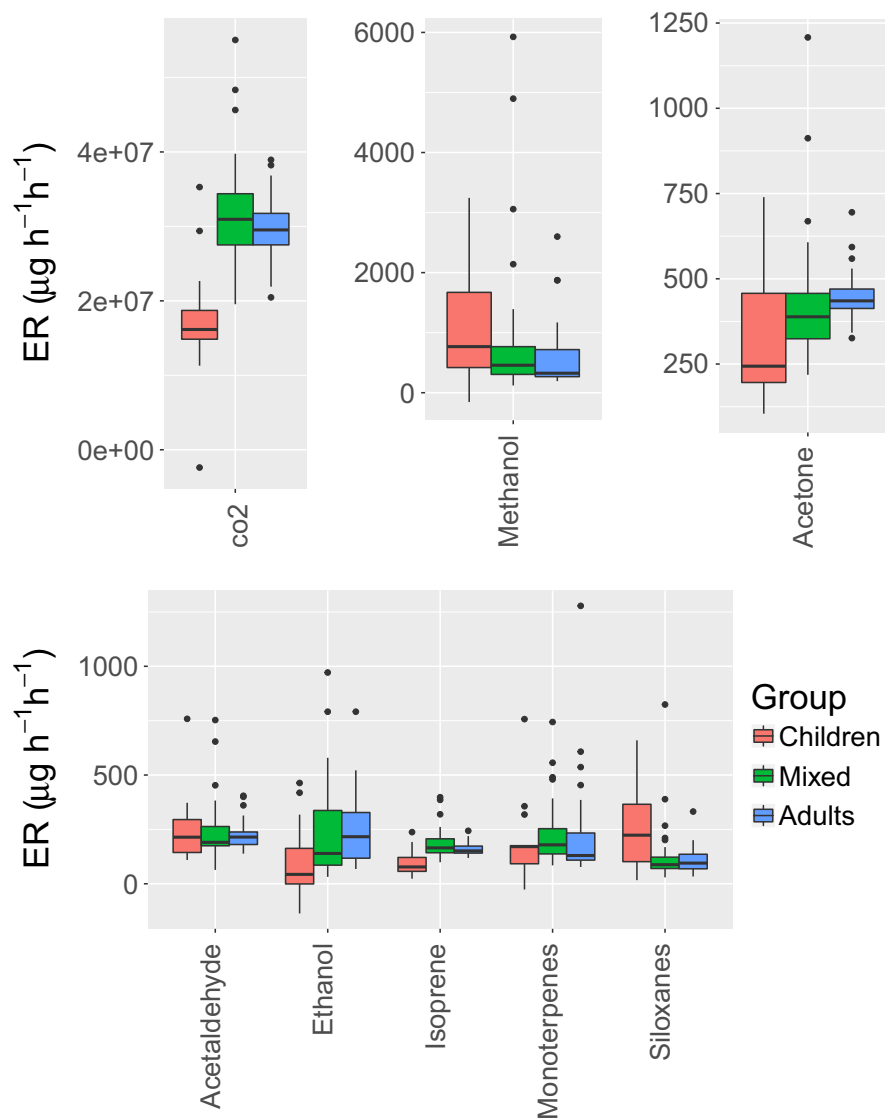 ER (μg h⁻¹h⁻¹)
4e+07
2e+07
0e+00
co2
6000
4000
2000
0
Methanol
1250
1000
750
500
250
Acetone
ER (μg h⁻¹h⁻¹)
1000
500
0
Acetaldehyde
Ethanol
Isoprene
Monoterpenes
Siloxanes
Group
Children
Mixed
Adults